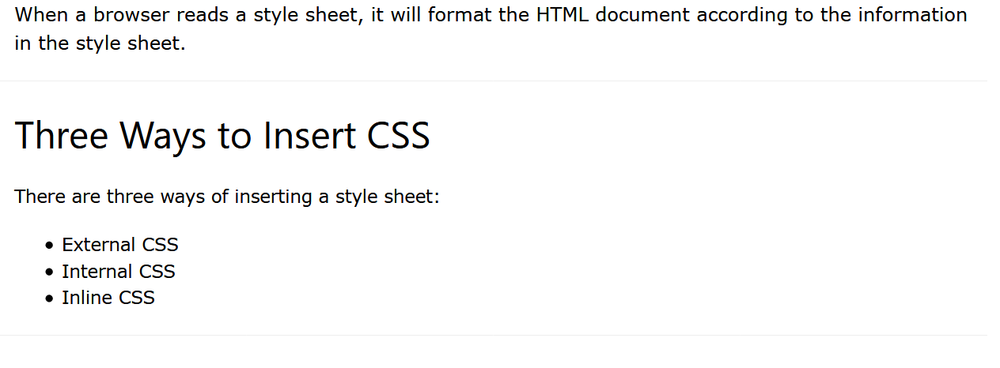 When a browser reads a style sheet, it will format the HTML document according to the information
in the style sheet.
Three Ways to Insert CSS
There are three ways of inserting a style sheet:
• External CSS
• Internal CSS
• Inline CSS